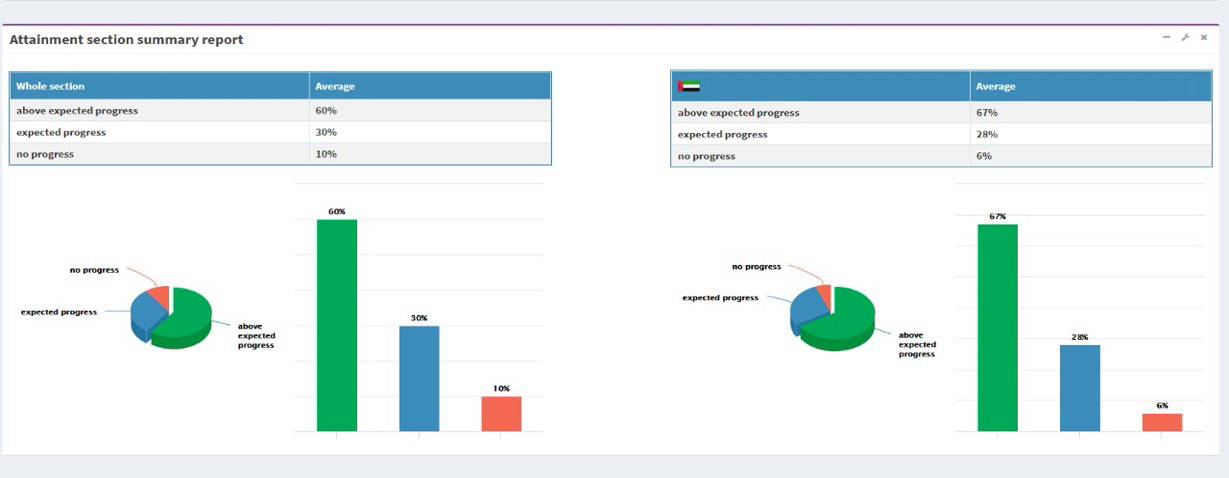 Attainment section summary report
Whole section Average
above expected progress 60%
expected progress 30%
no progress 10%
Average
above expected progress 67%
expected progress 28%
no progress 6%
no progress
expected progress
above
expected
progress
60%
30%
10%
no progress
expected progress
above
expected
progress
67%
28%
6%